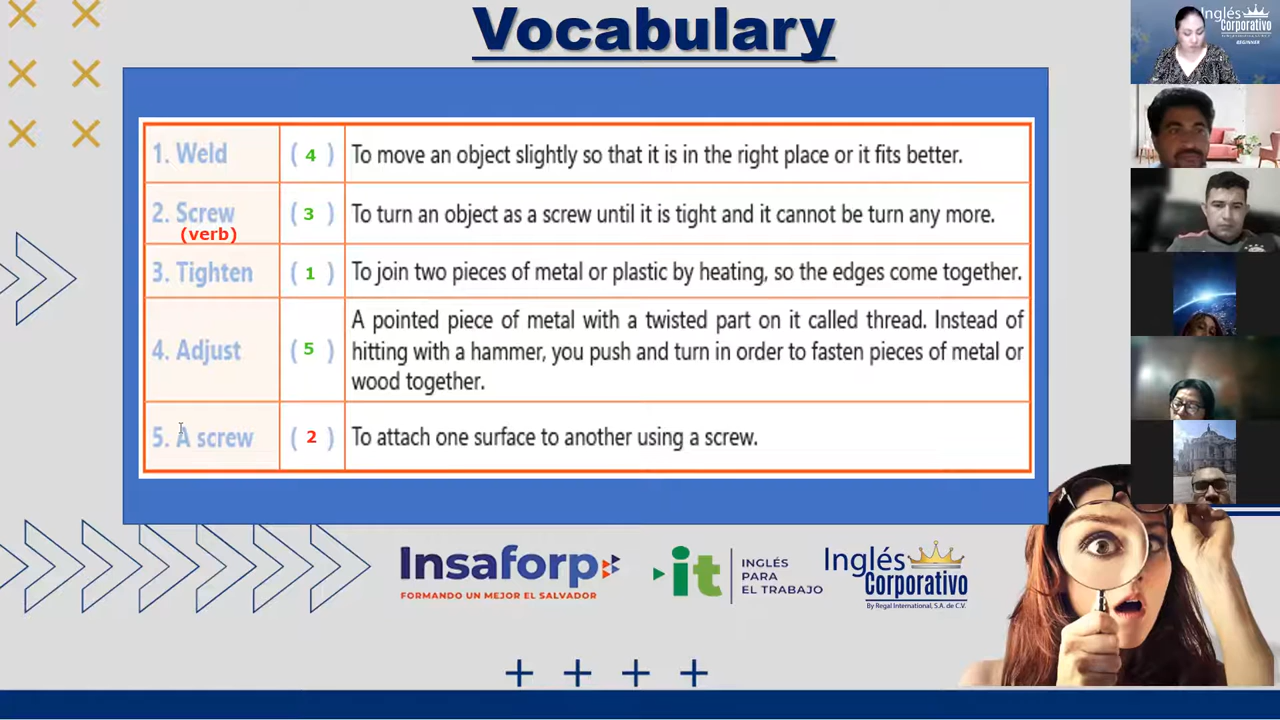 Vocabulary
1. Weld ( 4 ) To move an object slightly so that it is in the right place or it fits better.
2. Screw ( 3 ) To turn an object as a screw until it is tight and it cannot be turn any more.
(verb)
3. Tighten ( 1 ) To join two pieces of metal or plastic by heating, so the edges come together.
A pointed piece of metal with a twisted part on it called thread. Instead of
4. Adjust ( 5 ) hitting with a hammer, you push and turn in order to fasten pieces of metal or
wood together.
5. A screw ( 2 ) To attach one surface to another using a screw.
Insaforp
FORMANDO UN MEJOR EL SALVADOR
it
INGLÉS
PARA
EL TRABAJO
Inglés
Corporativo
By Regal International, S.A. de C.V.
Inglés
Corporativo
BEGINNER